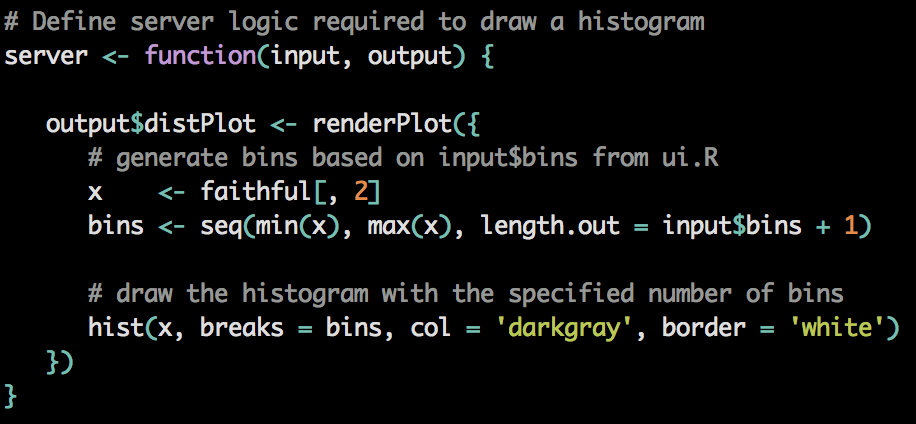 # Define server logic required to draw a histogram
server <- function(input, output) {
   output$distPlot <- renderPlot({
      # generate bins based on input$bins from ui.R
      x    <- faithful[, 2]
      bins <- seq(min(x), max(x), length.out = input$bins + 1)
      # draw the histogram with the specified number of bins
      hist(x, breaks = bins, col = 'darkgray', border = 'white')
   })
}